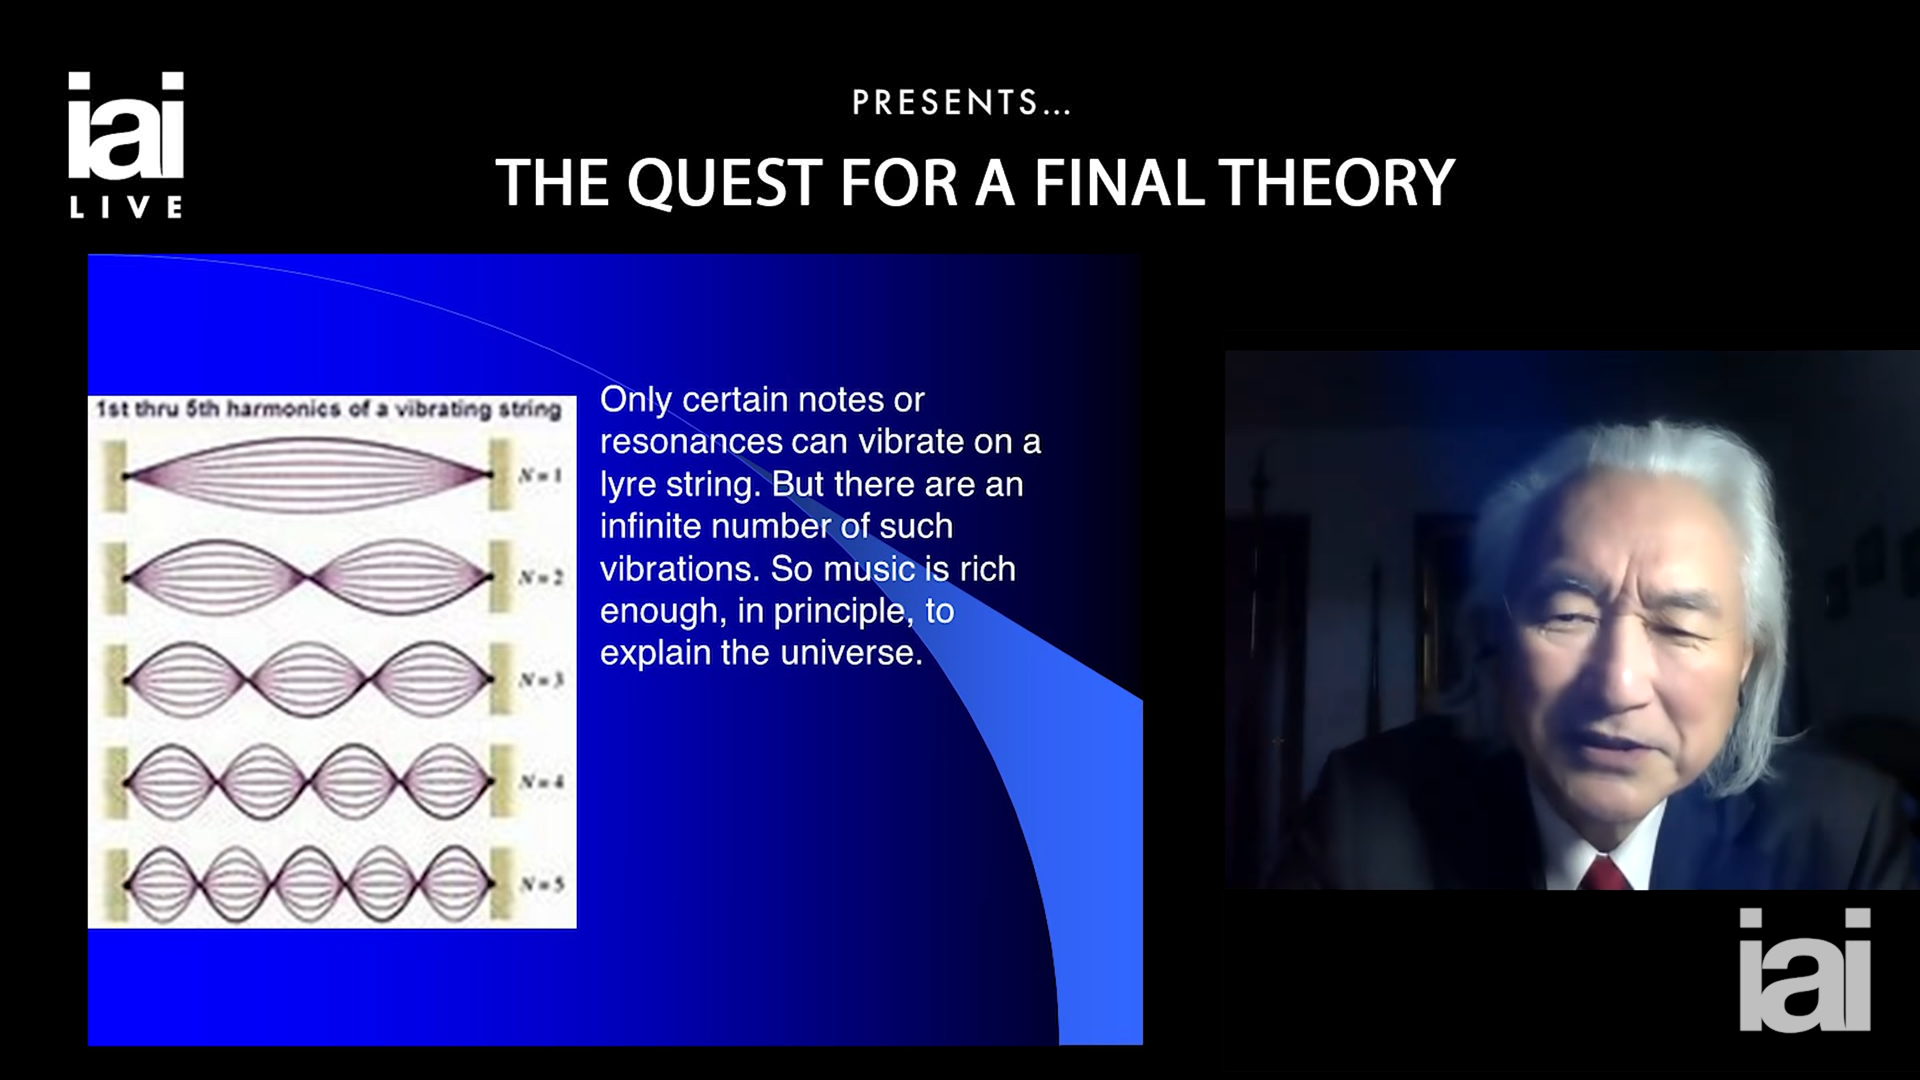 iai
LIVE
PRESENTS...
THE QUEST FOR A FINAL THEORY
1st thru 5th harmonics of a vibrating string
N = 1
N = 2
N = 3
N = 4
N = 5
Only certain notes or
resonances can vibrate on a
lyre string. But there are an
infinite number of such
vibrations. So music is rich
enough, in principle, to
explain the universe.
iai